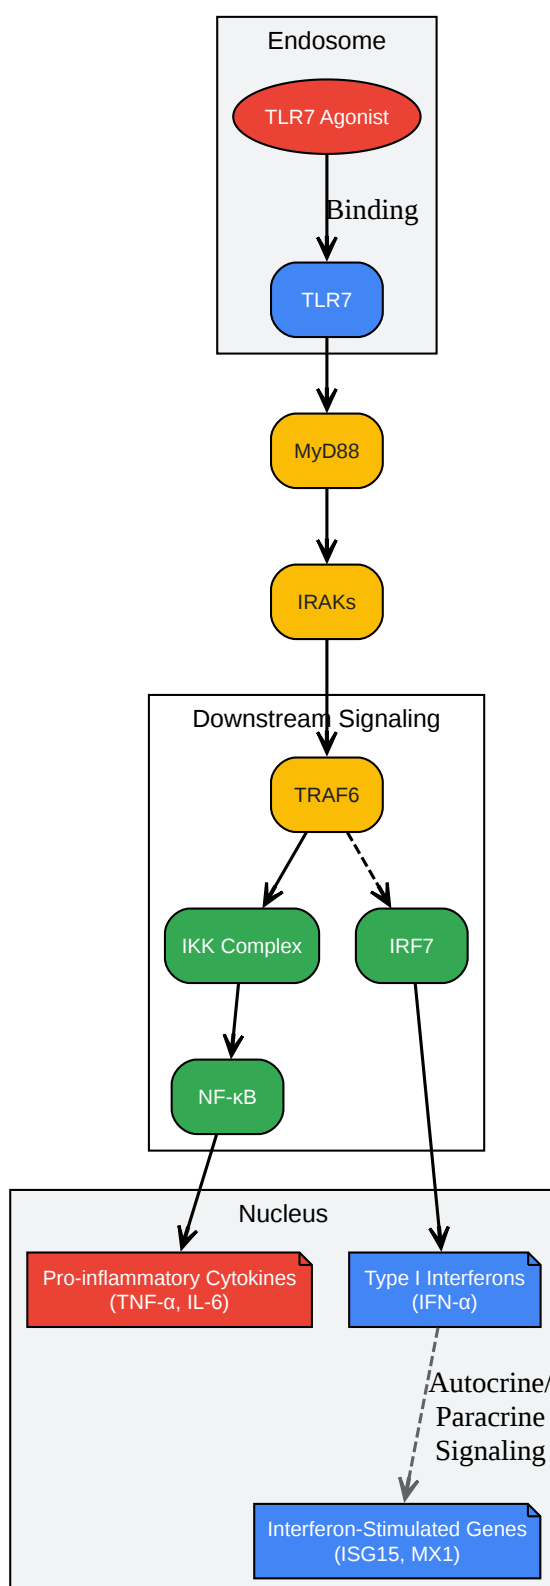 Endosome
TLR7 Agonist
Binding
TLR7
MyD88
IRAKs
Downstream Signaling
TRAF6
IKK Complex
IRF7
NF-κB
Nucleus
Pro-inflammatory Cytokines
(TNF-α, IL-6)
Type I Interferons
(IFN-α)
Autocrine/
Paracrine
Signaling
Interferon-Stimulated Genes
(ISG15, MX1)